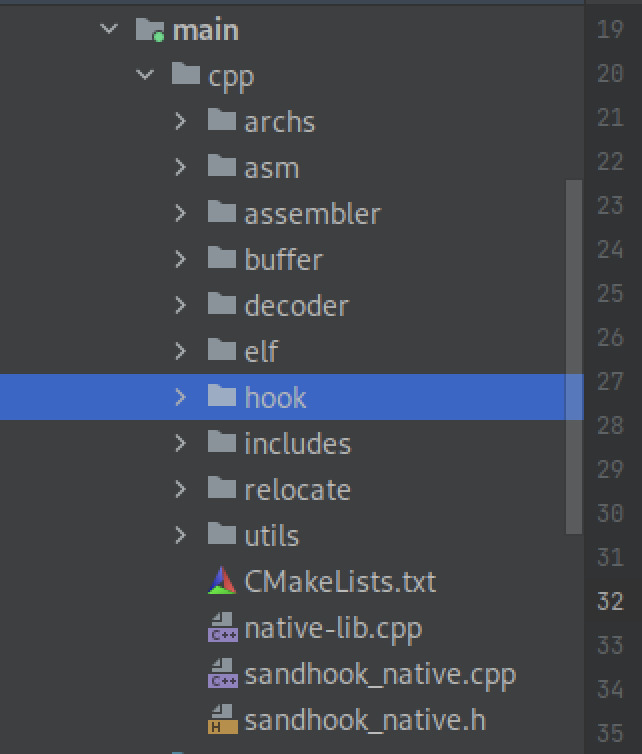 main
19
cpp
20
archs
21
asm
22
assembler
23
buffer
24
decoder
25
elf
26
hook
27
includes
28
relocate
29
utils
30
CMakeLists.txt
31
C++ native-lib.cpp
32
C++ sandhook_native.cpp
33
H sandhook_native.h
34
35